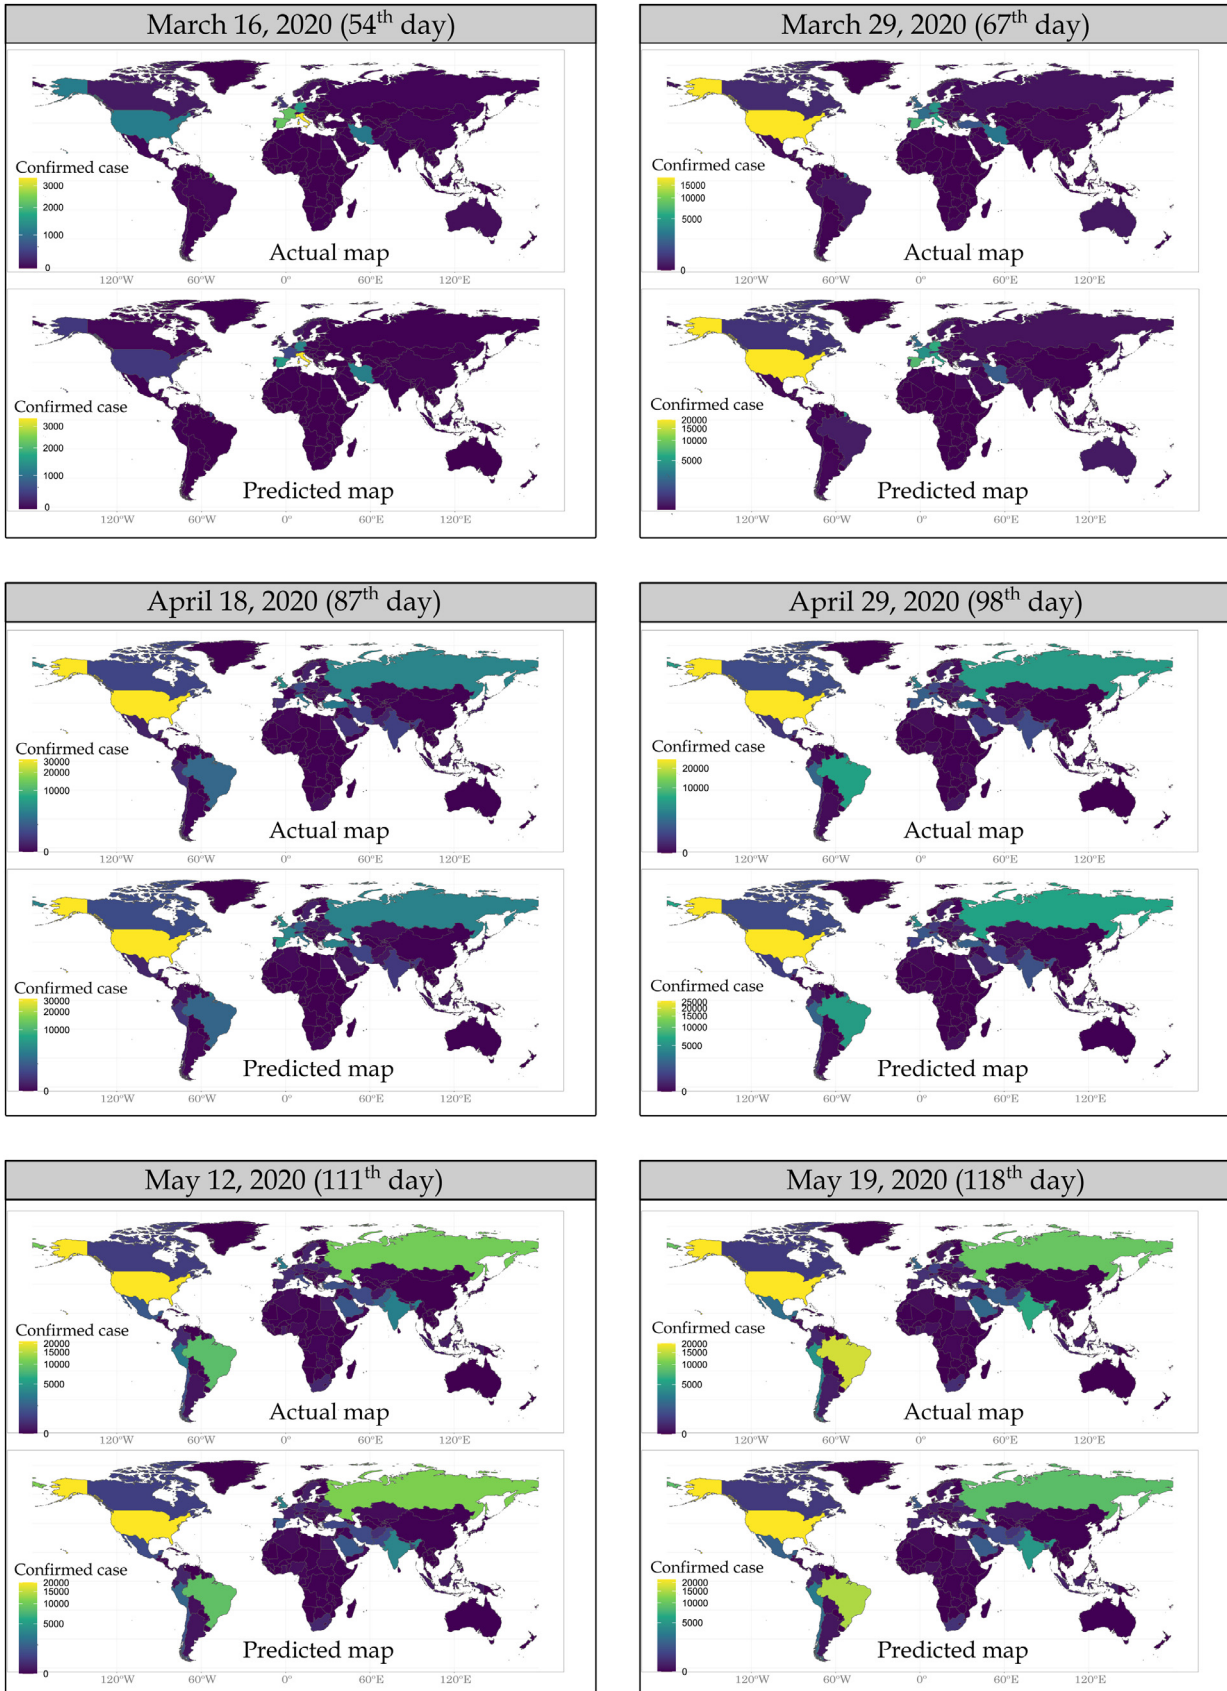 March 16, 2020 (54th day)
Confirmed case
3000
2000
1000
0
Actual map
120°W 60°W 0° 60°E 120°E
Confirmed case
3000
2000
1000
0
Predicted map
120°W 60°W 0° 60°E 120°E
March 29, 2020 (67th day)
Confirmed case
15000
10000
5000
0
Actual map
120°W 60°W 0° 60°E 120°E
Confirmed case
20000
15000
10000
5000
Predicted map
120°W 60°W 0° 60°E 120°E
April 18, 2020 (87th day)
Confirmed case
30000
20000
10000
0
Actual map
120°W 60°W 0° 60°E 120°E
Confirmed case
30000
20000
10000
0
Predicted map
120°W 60°W 0° 60°E 120°E
April 29, 2020 (98th day)
Confirmed case
20000
10000
0
Actual map
120°W 60°W 0° 60°E 120°E
Confirmed case
25000
20000
15000
10000
5000
0
Predicted map
120°W 60°W 0° 60°E 120°E
May 12, 2020 (111th day)
Confirmed case
20000
15000
10000
5000
0
Actual map
120°W 60°W 0° 60°E 120°E
Confirmed case
20000
15000
10000
5000
0
Predicted map
120°W 60°W 0° 60°E 120°E
May 19, 2020 (118th day)
Confirmed case
20000
15000
10000
5000
0
Actual map
120°W 60°W 0° 60°E 120°E
Confirmed case
20000
15000
10000
5000
0
Predicted map
120°W 60°W 0° 60°E 120°E